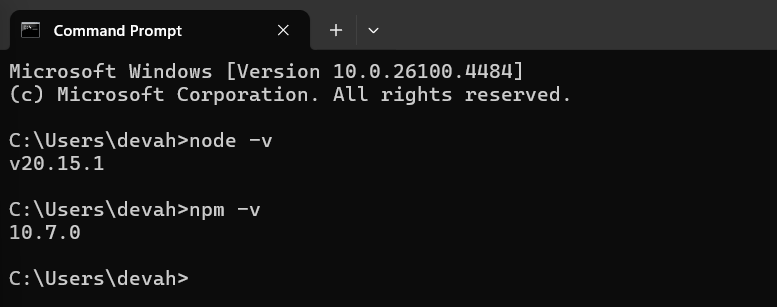 Command Prompt
Microsoft Windows [Version 10.0.26100.4484]
(c) Microsoft Corporation. All rights reserved.
C:\Users\devah>node -v
v20.15.1
C:\Users\devah>npm -v
10.7.0
C:\Users\devah>